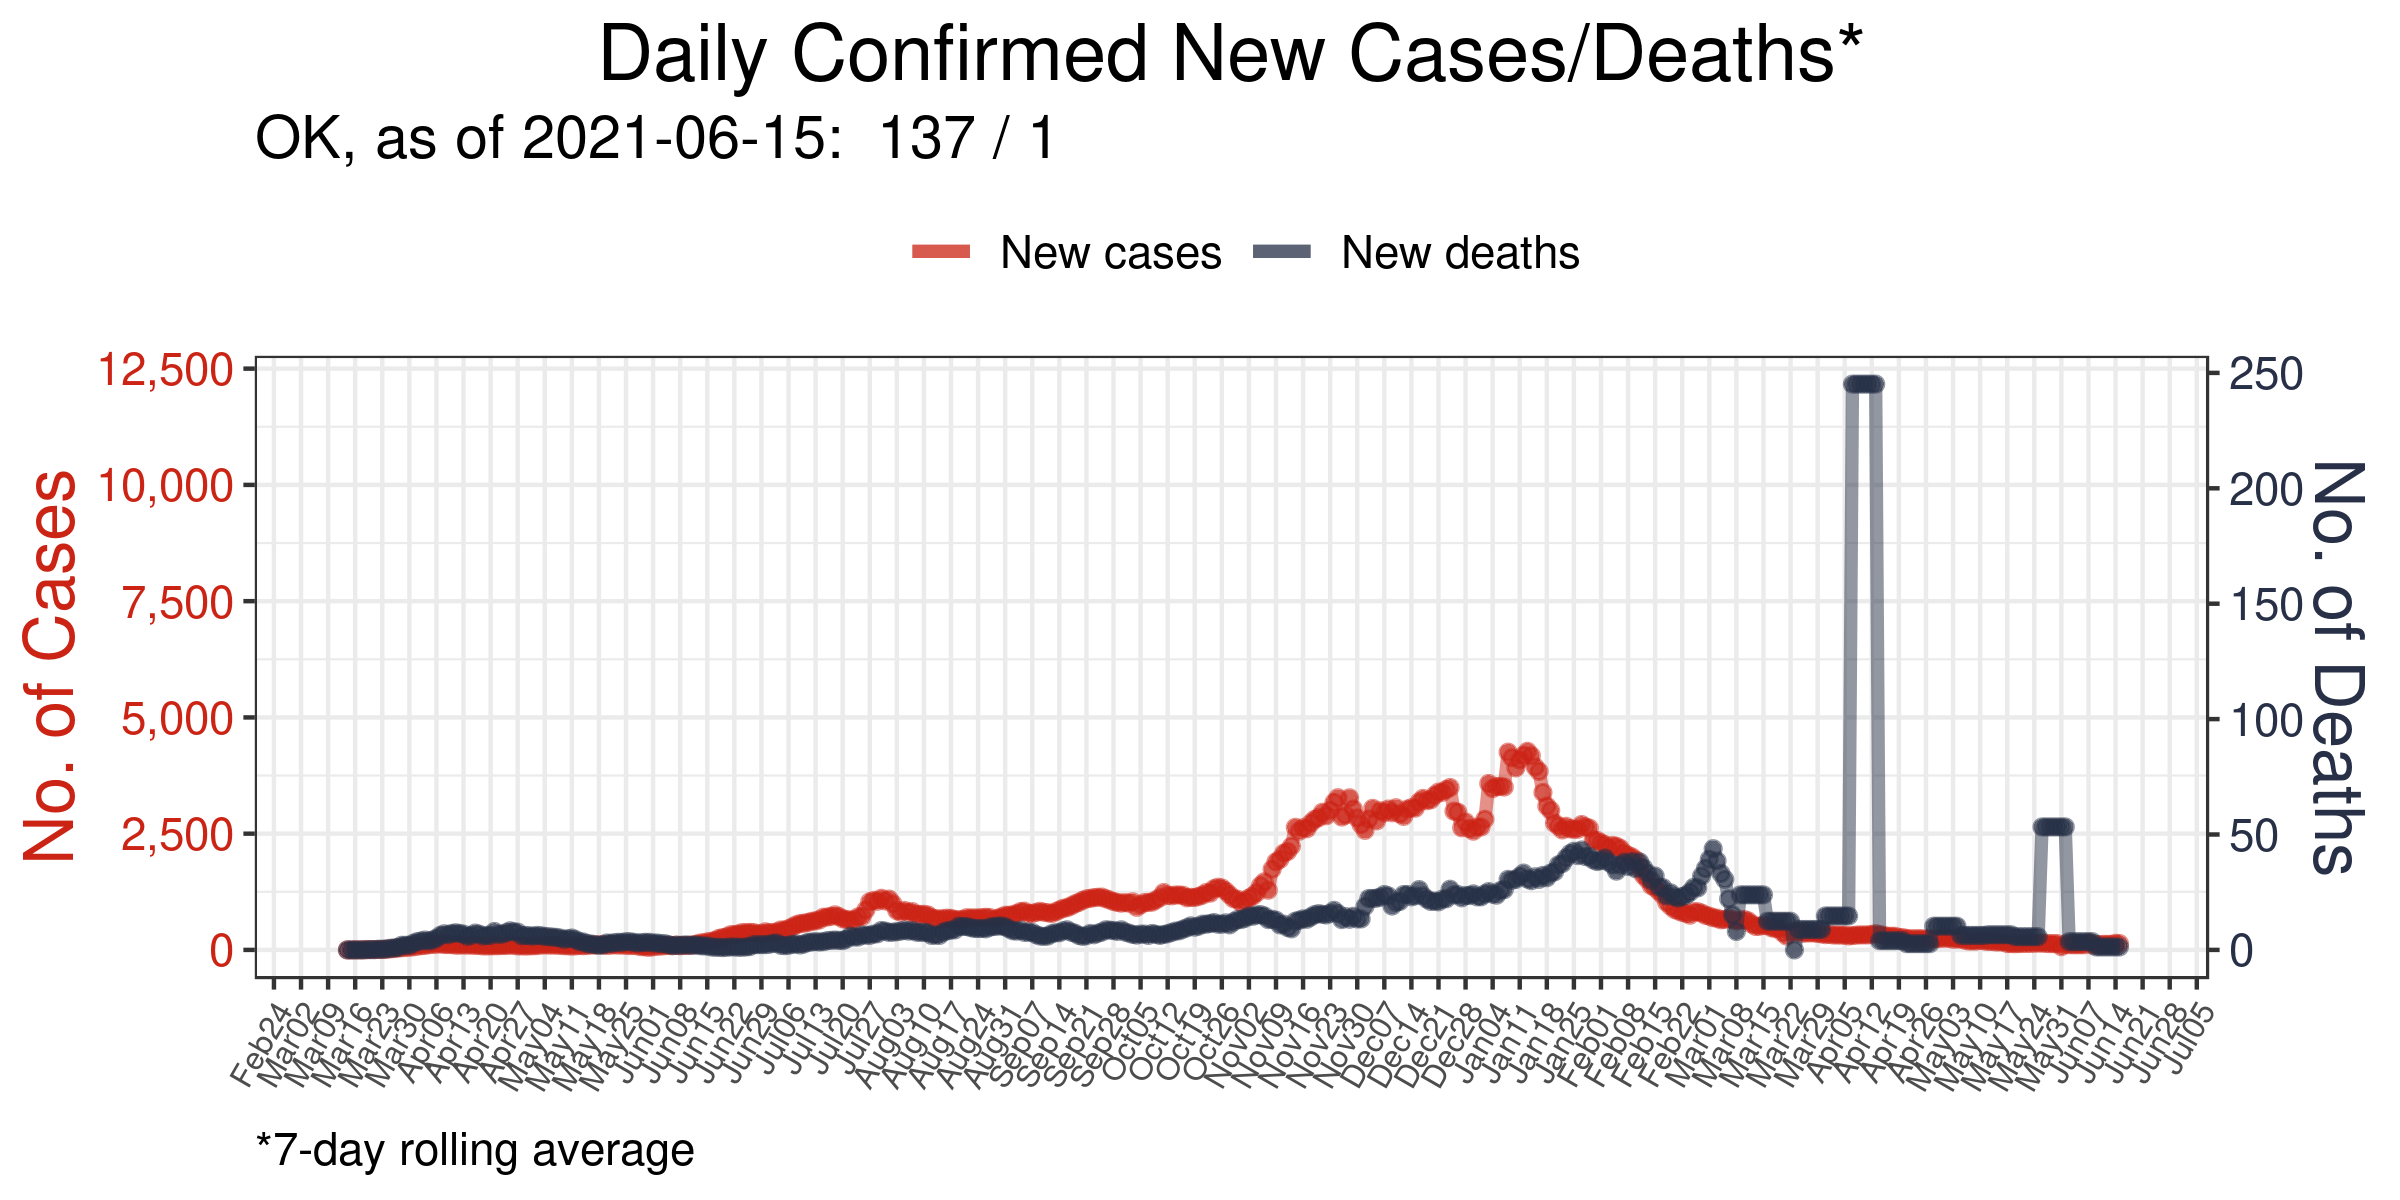 Daily Confirmed New Cases/Deaths*
OK, as of 2021-06-15:  137 / 1
New cases
New deaths
No. of Cases
12,500
10,000
7,500
5,000
2,500
0
250
200
150
100
50
0
No. of Deaths
Feb24
Mar02
Mar09
Mar16
Mar23
Mar30
Apr06
Apr13
Apr20
Apr27
May04
May11
May18
May25
Jun01
Jun08
Jun15
Jun22
Jun29
Jul06
Jul13
Jul20
Jul27
Aug03
Aug10
Aug17
Aug24
Aug31
Sep07
Sep14
Sep21
Sep28
Oct05
Oct12
Oct19
Oct26
Nov02
Nov09
Nov16
Nov23
Nov30
Dec07
Dec14
Dec21
Dec28
Jan04
Jan11
Jan18
Jan25
Feb01
Feb08
Feb15
Feb22
Mar01
Mar08
Mar15
Mar22
Mar29
Apr05
Apr12
Apr19
Apr26
May03
May10
May17
May24
May31
Jun07
Jun14
Jun21
Jun28
Jul05
*7-day rolling average